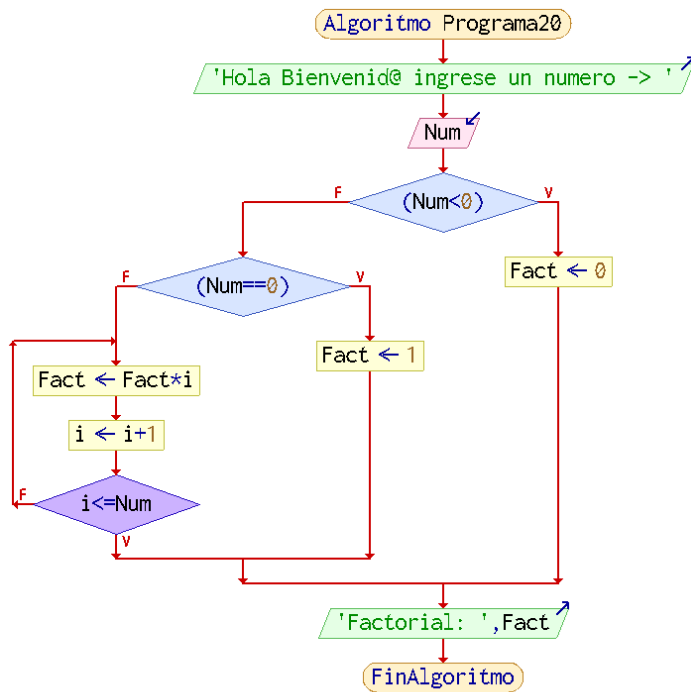 Algoritmo Programa20
'Hola Bienvenid@ ingrese un numero -> '
Num
F
(Num<0)
V
Fact ← 0
F
(Num==0)
V
Fact ← 1
Fact ← Fact*i
i ← i+1
F
i<=Num
V
'Factorial: ',Fact
FinAlgoritmo